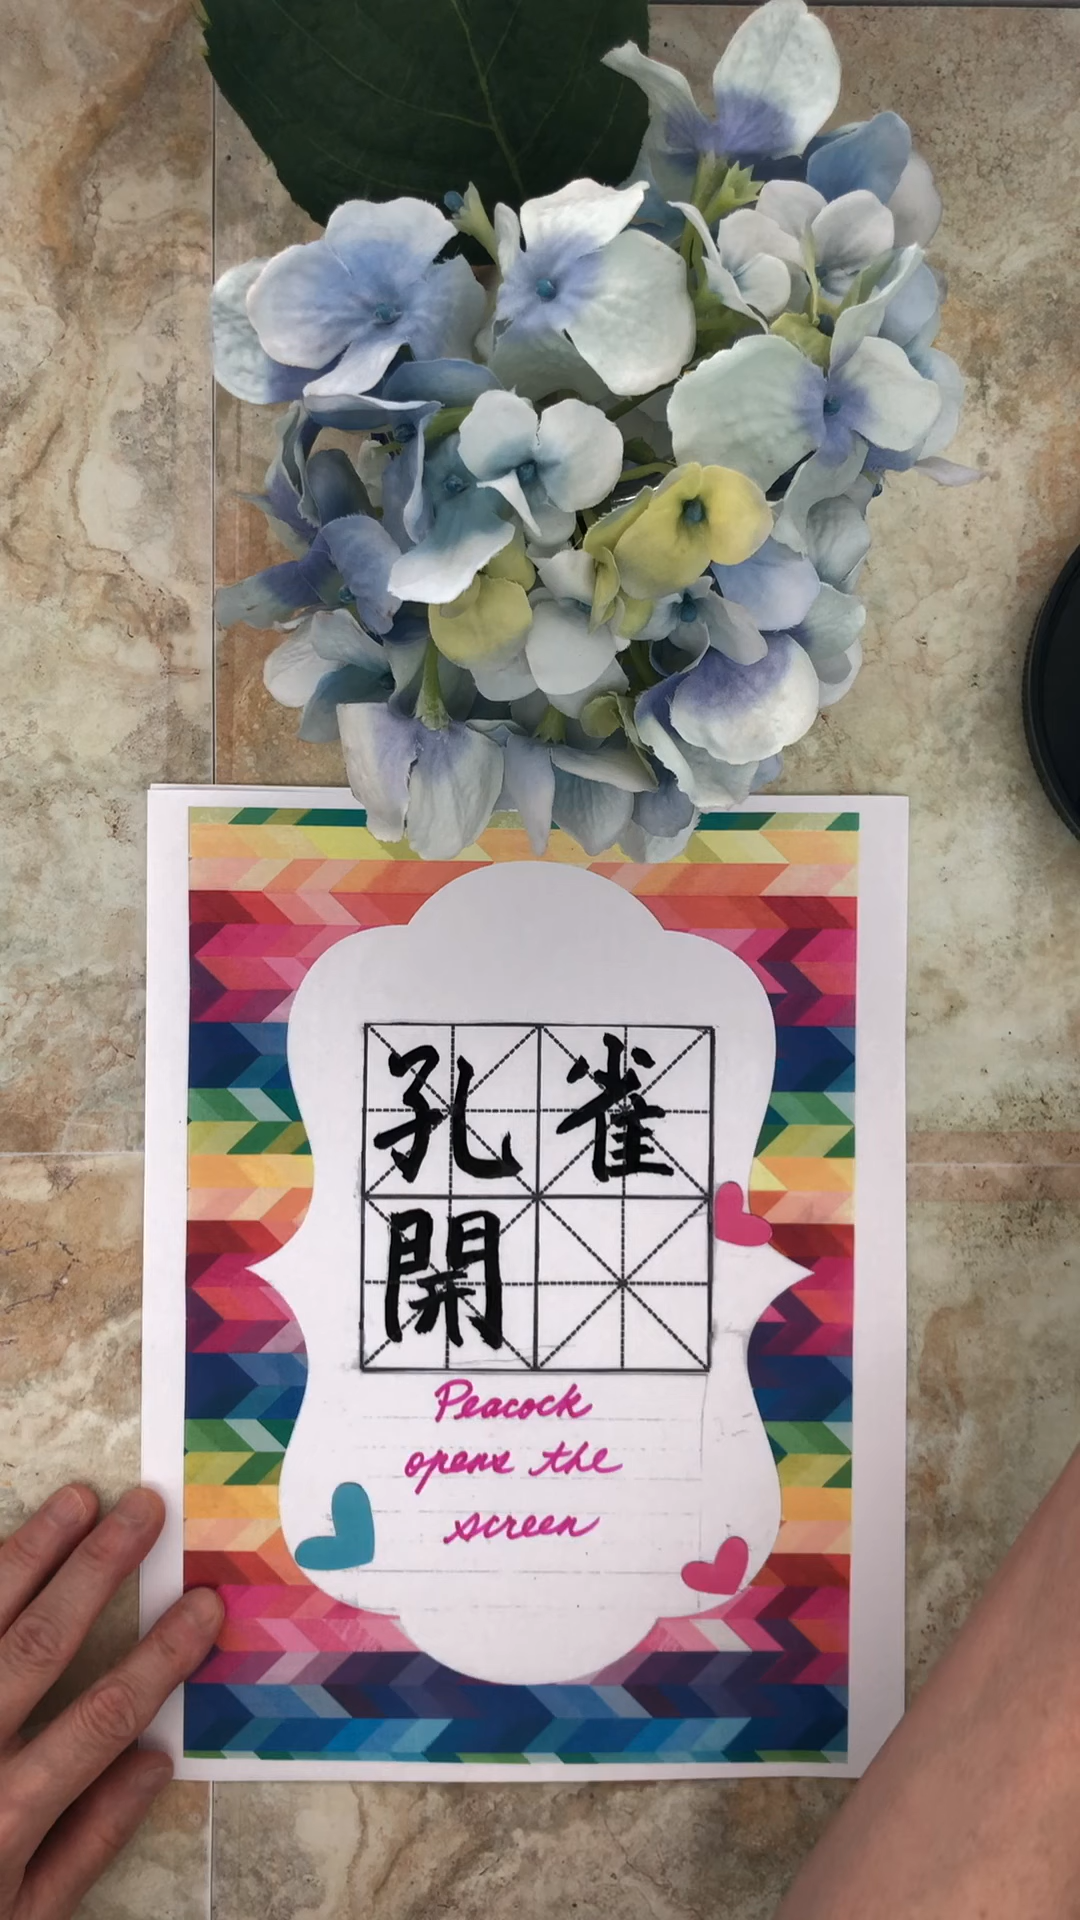 孔雀
開
Peacock
opens the
screen